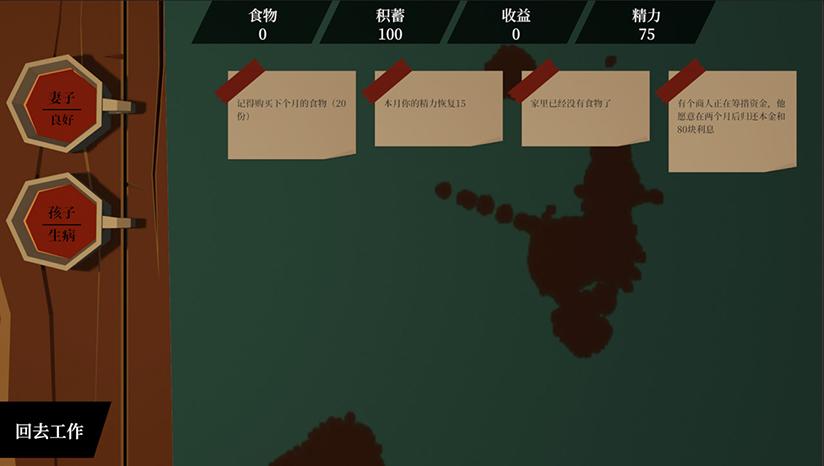 食物
0
积蓄
100
收益
0
精力
75
妻子
良好
孩子
生病
记得购买下个月的食物（20
份）
本月你的精力恢复15
家里已经没有食物了
有个商人正在筹措资金，他
愿意在两个月后归还本金和
80块利息
回去工作